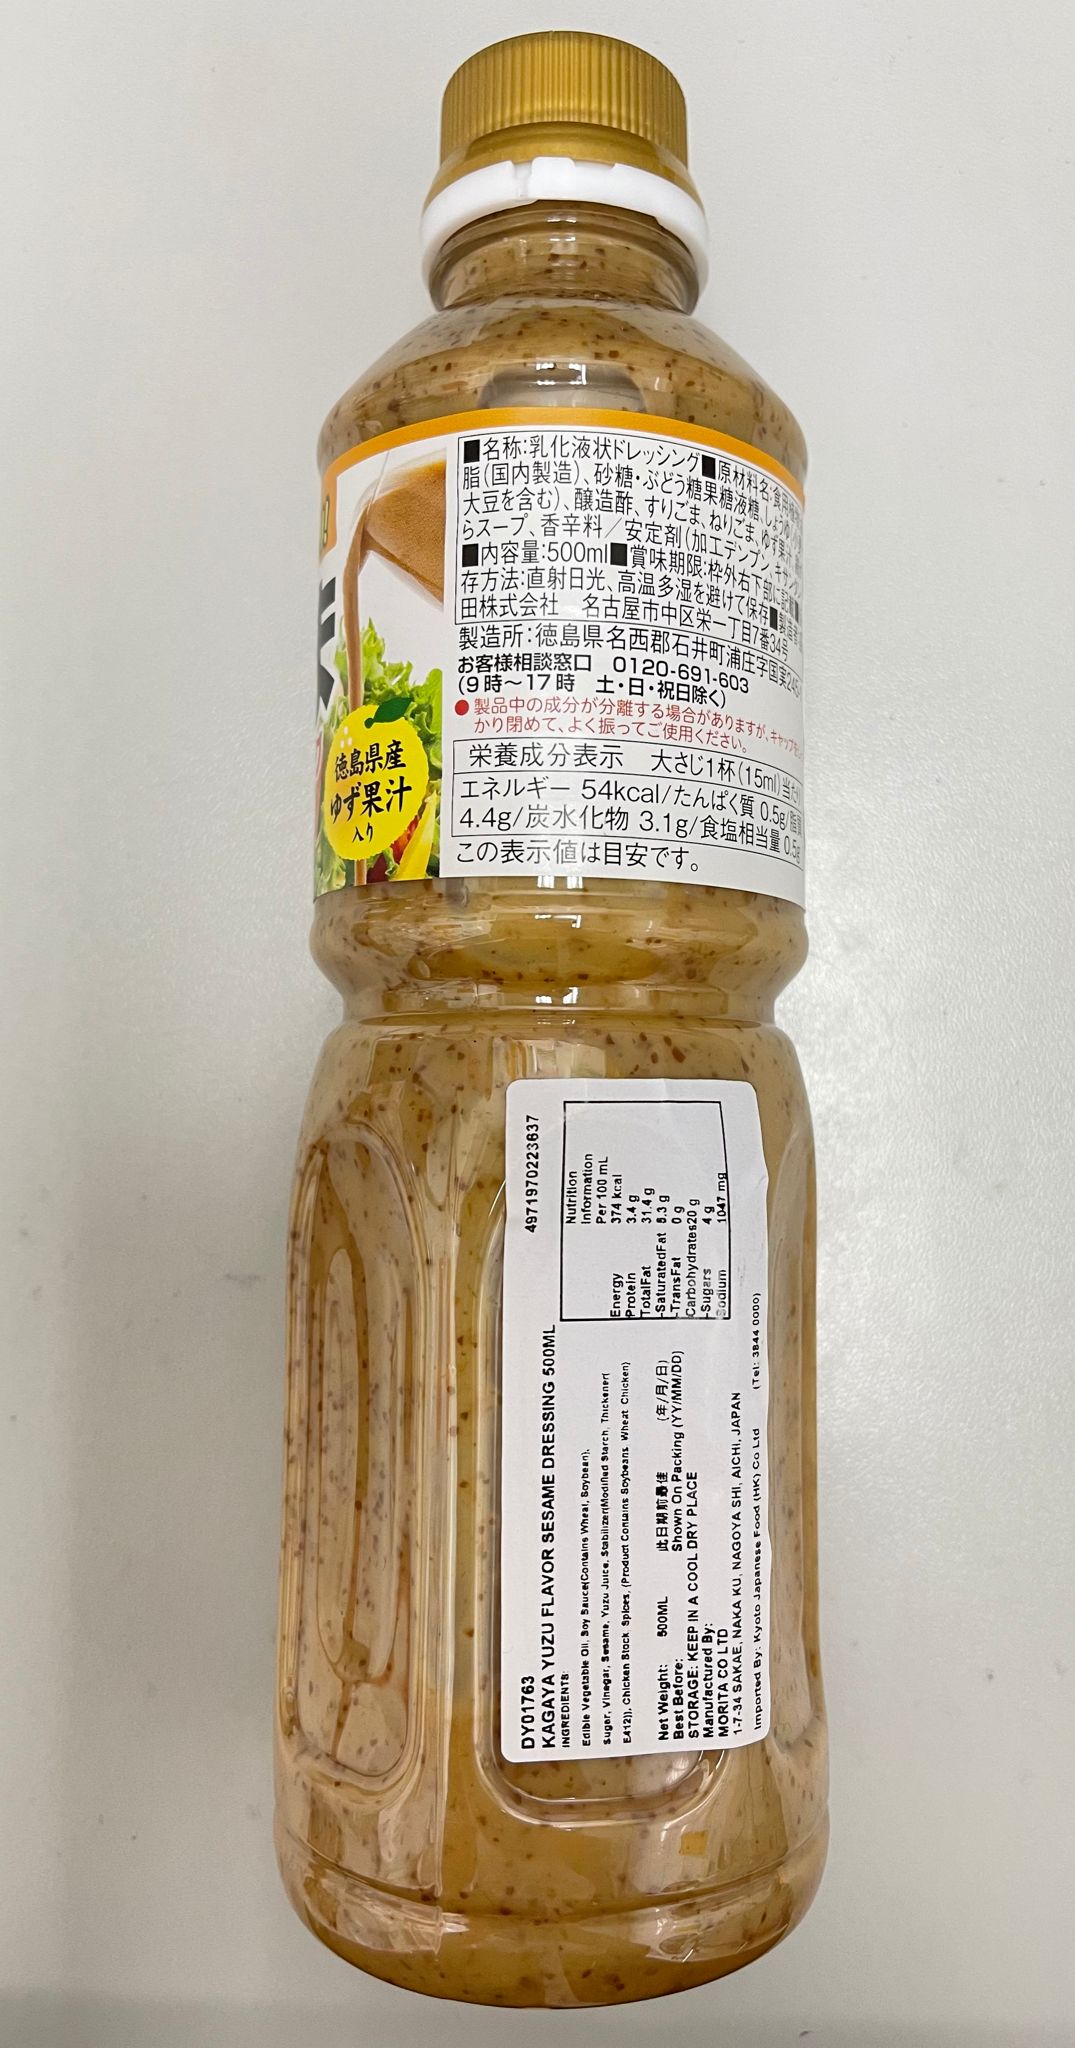 ■名称:乳化液状ドレッシング■原材料名:食用
脂(国内製造)、砂糖・ぶどう糖果糖液糖、しょうゆ
大豆を含む)、醸造酢、すりごま、ねりごま、ゆず果汁
らスープ、香辛料/安定剤(加工デンプン、キサンタン
■内容量:500ml■賞味期限:枠外右下部に記載■
存方法:直射日光、高温多湿を避けて保存■製造者
田株式会社 名古屋市中区栄一丁目7番34号
製造所:徳島県名西郡石井町浦庄字国実
お客様相談窓口 0120-691-603
(9時~17時 土・日・祝日除く)
●製品中の成分が分離する場合がありますが、キャップを
かり閉めて、よく振ってご使用ください。
栄養成分表示 大さじ1杯(15ml)当たり
エネルギー 54kcal/たんぱく質 0.5g/脂質
4.4g/炭水化物 3.1g/食塩相当量 0.5g
この表示値は目安です。
徳島県産
ゆず果汁
入り
DY01763
4971970223637
KAGAYA YUZU FLAVOR SESAME DRESSING 500ML
INGREDIENTS:
Edible Vegetable Oil, Soy Sauce(Contains Wheat, Soybean),
Sugar, Vinegar, Sesame, Yuzu Juice, Stabilizer(Modified Starch, Thickener(
E412)), Chicken Stock, Spices, (Product Contains Soybeans, Wheat, Chicken)
Nutrition
Information
Per 100 mL
Energy 374 kcal
Protein 3.4 g
TotalFat 31.4 g
-SaturatedFat 5.3 g
-TransFat 0 g
Carbohydrates20 g
-Sugars 4 g
Sodium 1047 mg
Net Weight: 500ML
Best Before: 此日期前最佳 (年/月/日)
Shown On Packing (YY/MM/DD)
STORAGE: KEEP IN A COOL DRY PLACE
Manufactured By:
MORITA CO LTD
1-7-34 SAKAE, NAKA KU, NAGOYA SHI, AICHI, JAPAN
Imported By: Kyoto Japanese Food (HK) Co Ltd (Tel: 3844 0000)